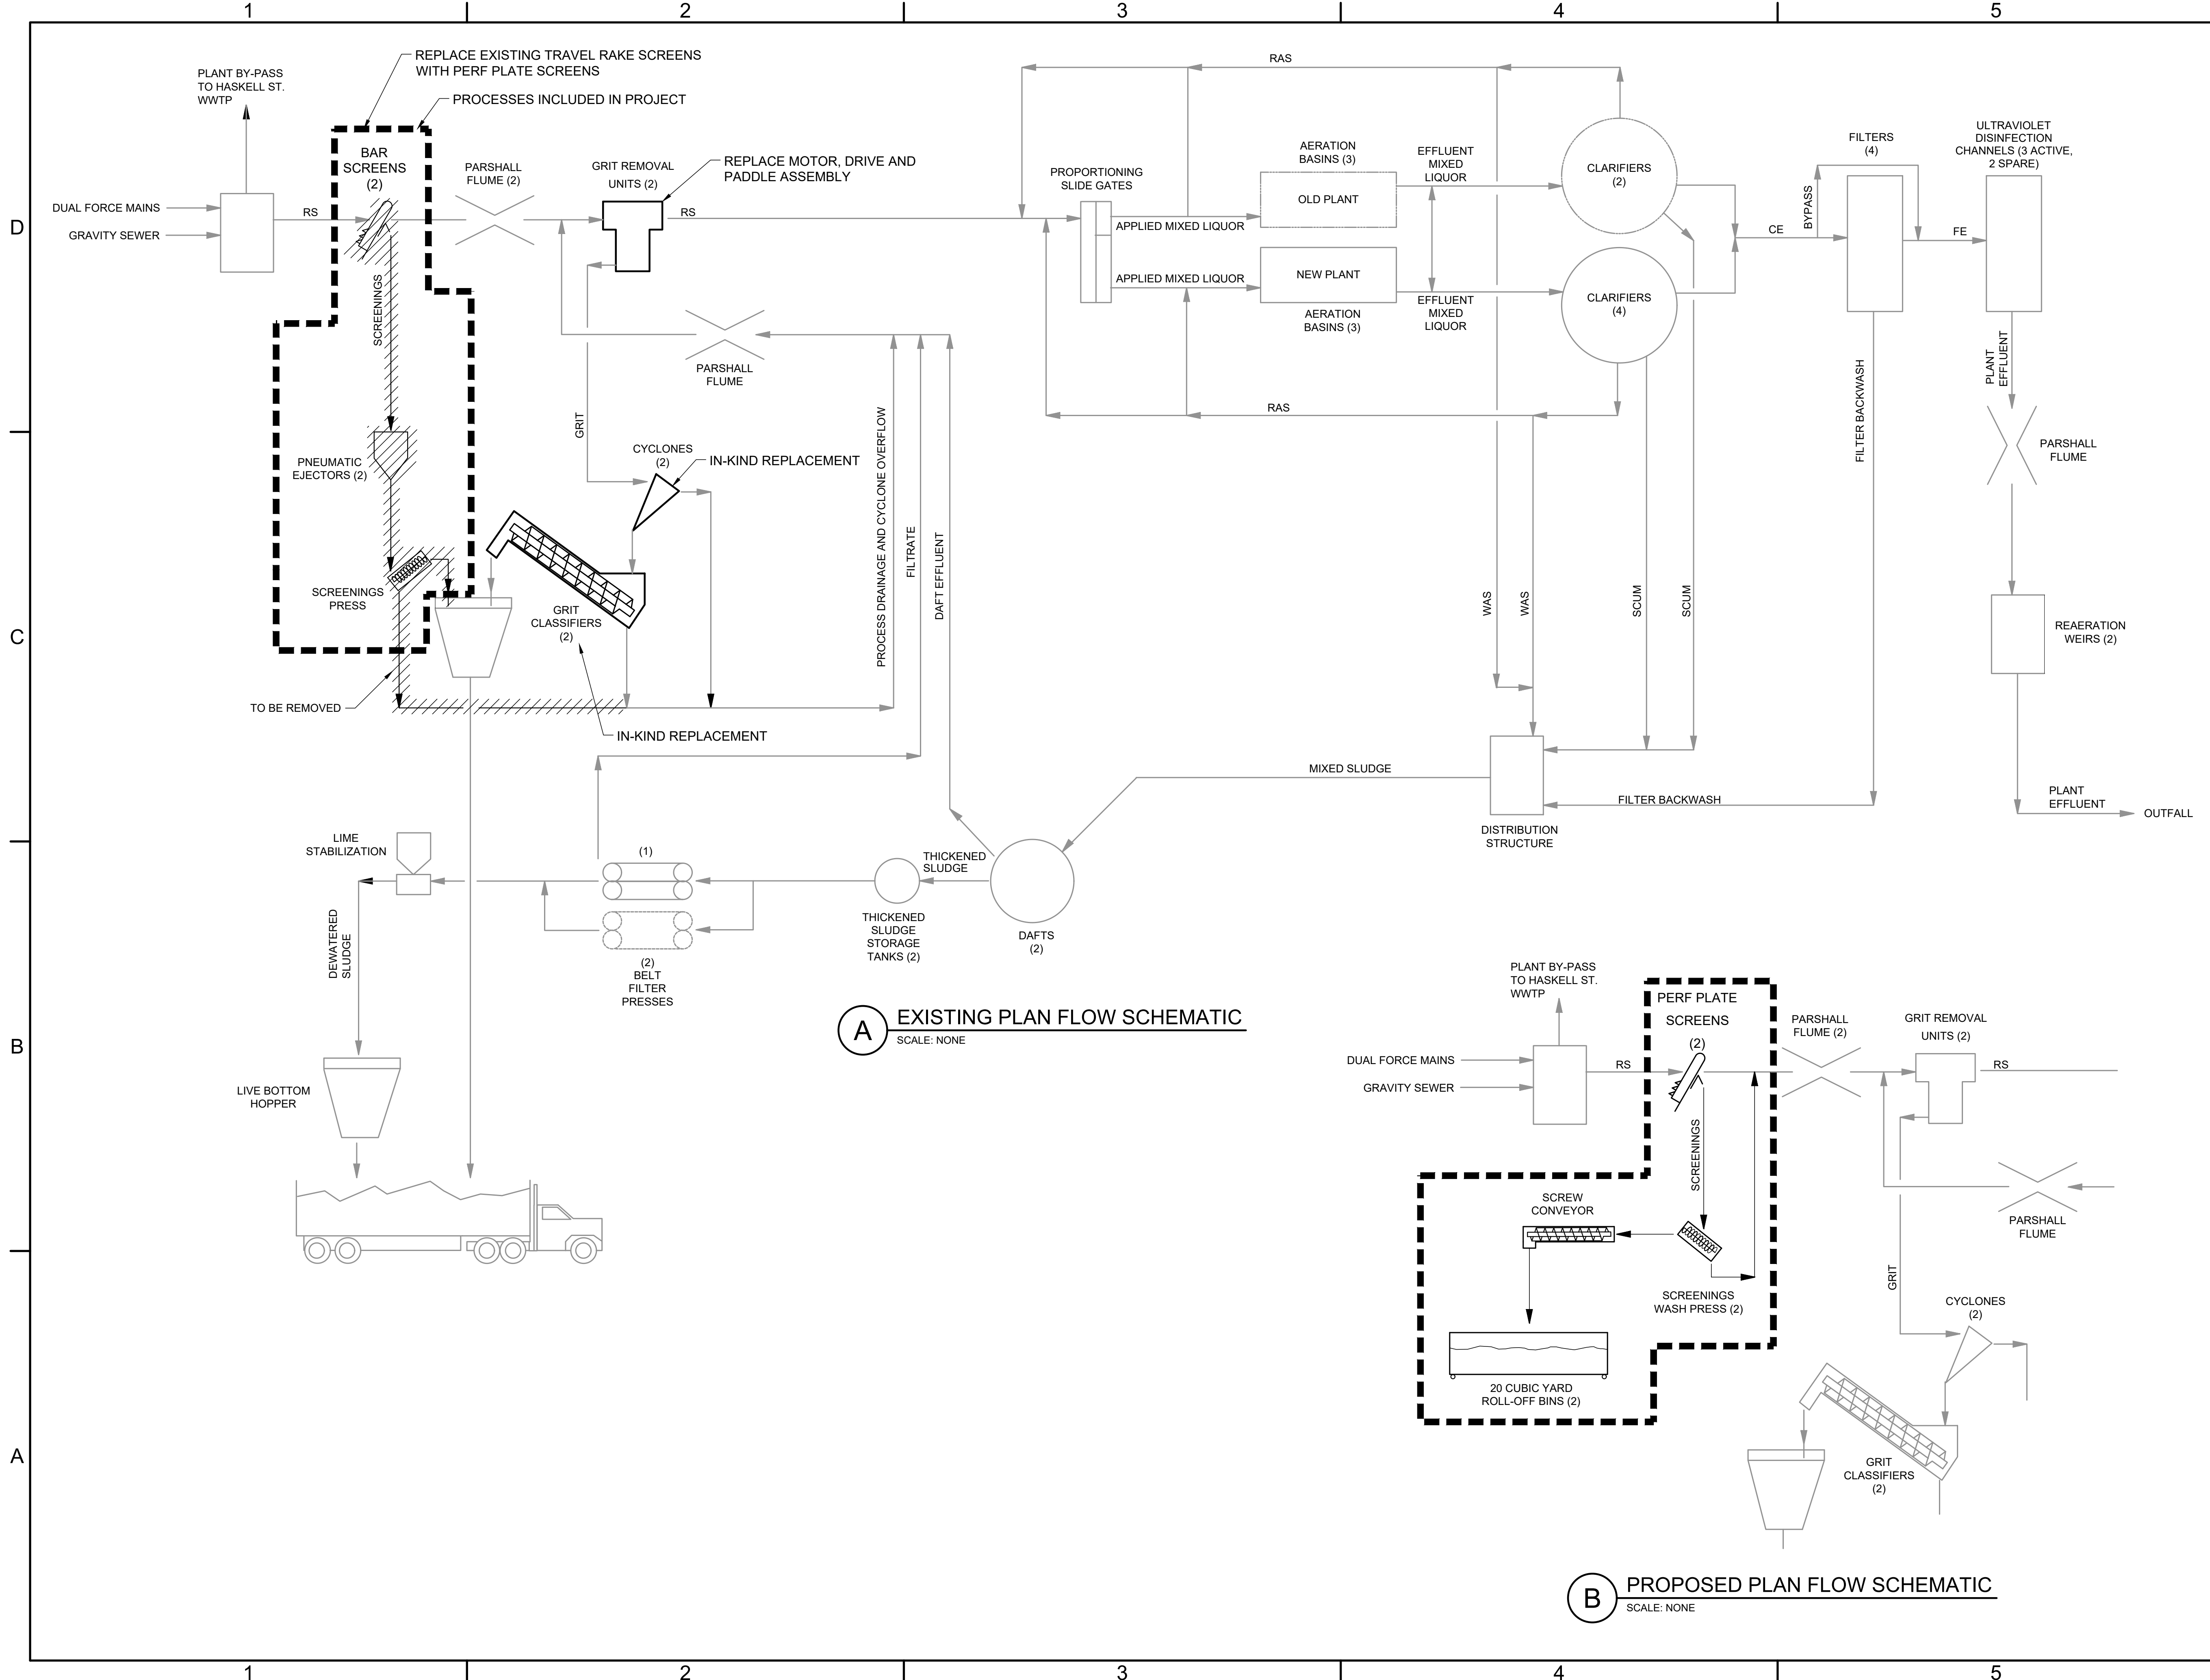 1
2
3
4
5
D
C
B
A
REPLACE EXISTING TRAVEL RAKE SCREENS
WITH PERF PLATE SCREENS
PROCESSES INCLUDED IN PROJECT
PLANT BY-PASS
TO HASKELL ST.
WWTP
DUAL FORCE MAINS
GRAVITY SEWER
RS
BAR
SCREENS
(2)
PARSHALL
FLUME (2)
GRIT REMOVAL
UNITS (2)
REPLACE MOTOR, DRIVE AND
PADDLE ASSEMBLY
RS
SCREENINGS
PNEUMATIC
EJECTORS (2)
SCREENINGS
PRESS
TO BE REMOVED
GRIT
CYCLONES
(2)
IN-KIND REPLACEMENT
GRIT
CLASSIFIERS
(2)
IN-KIND REPLACEMENT
PARSHALL
FLUME
PROCESS DRAINAGE AND CYCLONE OVERFLOW
FILTRATE
DAFT EFFLUENT
RAS
PROPORTIONING
SLIDE GATES
APPLIED MIXED LIQUOR
APPLIED MIXED LIQUOR
AERATION
BASINS (3)
OLD PLANT
NEW PLANT
AERATION
BASINS (3)
EFFLUENT
MIXED
LIQUOR
EFFLUENT
MIXED
LIQUOR
CLARIFIERS
(2)
CLARIFIERS
(4)
RAS
CE
BYPASS
FILTERS
(4)
FE
ULTRAVIOLET
DISINFECTION
CHANNELS (3 ACTIVE,
2 SPARE)
PLANT
EFFLUENT
FILTER BACKWASH
PARSHALL
FLUME
WAS
WAS
SCUM
SCUM
REAERATION
WEIRS (2)
PLANT
EFFLUENT
OUTFALL
MIXED SLUDGE
FILTER BACKWASH
DISTRIBUTION
STRUCTURE
LIME
STABILIZATION
(1)
THICKENED
SLUDGE
DEWATERED
SLUDGE
(2)
BELT
FILTER
PRESSES
THICKENED
SLUDGE
STORAGE
TANKS (2)
DAFTS
(2)
LIVE BOTTOM
HOPPER
A
EXISTING PLAN FLOW SCHEMATIC
SCALE: NONE
PLANT BY-PASS
TO HASKELL ST.
WWTP
DUAL FORCE MAINS
GRAVITY SEWER
RS
PERF PLATE
SCREENS
(2)
PARSHALL
FLUME (2)
GRIT REMOVAL
UNITS (2)
RS
SCREENINGS
SCREW
CONVEYOR
SCREENINGS
WASH PRESS (2)
20 CUBIC YARD
ROLL-OFF BINS (2)
PARSHALL
FLUME
GRIT
CYCLONES
(2)
GRIT
CLASSIFIERS
(2)
B
PROPOSED PLAN FLOW SCHEMATIC
SCALE: NONE
1
2
3
4
5